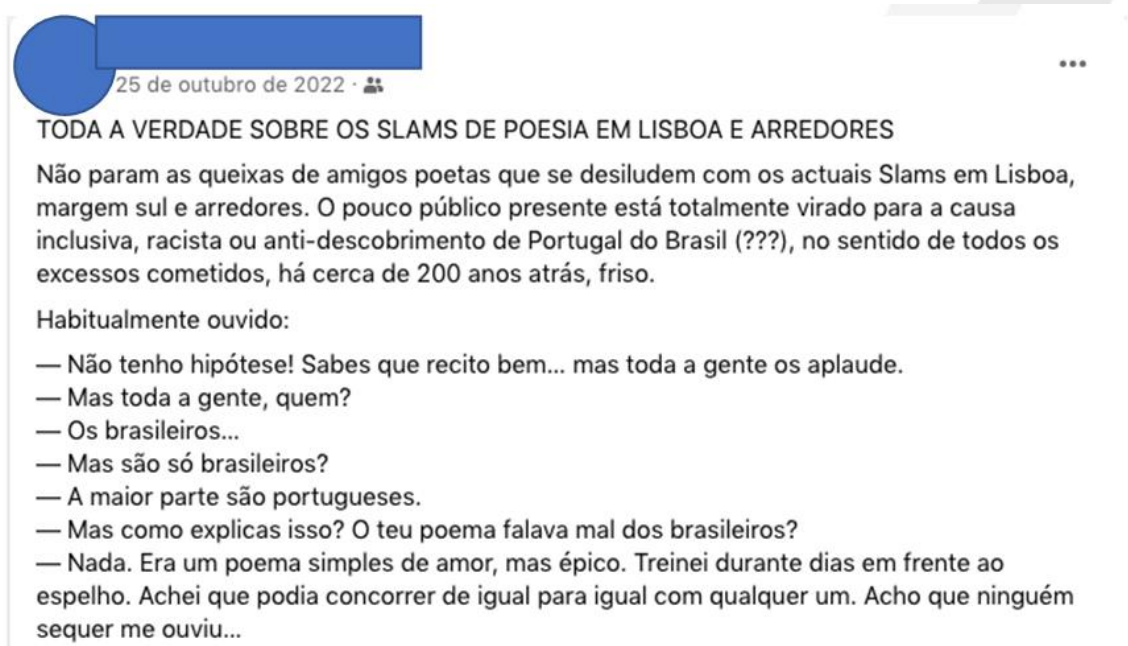 25 de outubro de 2022 ·
TODA A VERDADE SOBRE OS SLAMS DE POESIA EM LISBOA E ARREDORES
Não param as queixas de amigos poetas que se desiludem com os actuais Slams em Lisboa,
margem sul e arredores. O pouco público presente está totalmente virado para a causa
inclusiva, racista ou anti-descobrimento de Portugal do Brasil (???), no sentido de todos os
excessos cometidos, há cerca de 200 anos atrás, friso.
Habitualmente ouvido:
— Não tenho hipótese! Sabes que recito bem... mas toda a gente os aplaude.
— Mas toda a gente, quem?
— Os brasileiros...
— Mas são só brasileiros?
— A maior parte são portugueses.
— Mas como explicas isso? O teu poema falava mal dos brasileiros?
— Nada. Era um poema simples de amor, mas épico. Treinei durante dias em frente ao
espelho. Achei que podia concorrer de igual para igual com qualquer um. Acho que ninguém
sequer me ouviu...